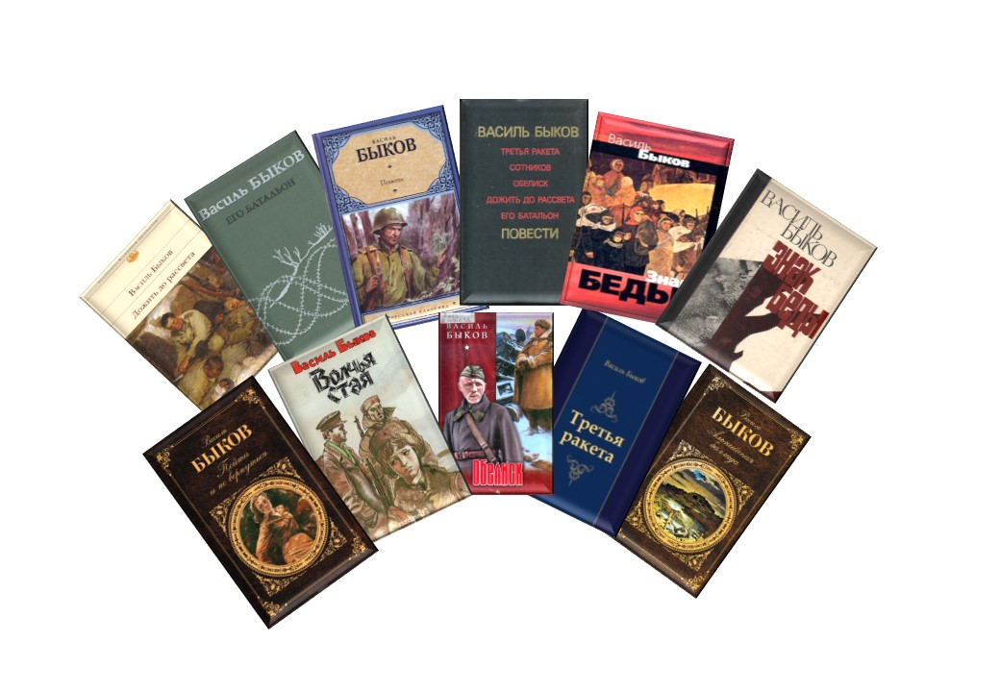 Василь Быков
Дожить до рассвета
Василь Быков
ЕГО БАТАЛЬОН
ВАСИЛЬ
БЫКОВ
Повести
РУССКАЯ КЛАССИКА
ВАСИЛЬ БЫКОВ
ТРЕТЬЯ РАКЕТА
СОТНИКОВ
ОБЕЛИСК
ДОЖИТЬ ДО РАССВЕТА
ЕГО БАТАЛЬОН
ПОВЕСТИ
Василь
Быков
Зна
БЕДЫ
ВАСИЛЬ
БЫКОВ
ЗНАК
БЕДЫ
Василь
БЫКОВ
Пойти
и не вернуться
Василь Быков
Волчья
стая
ВАСИЛЬ
БЫКОВ
Обелиск
Василь Быков
Третья
ракета
Василь
БЫКОВ
Альпийская
баллада